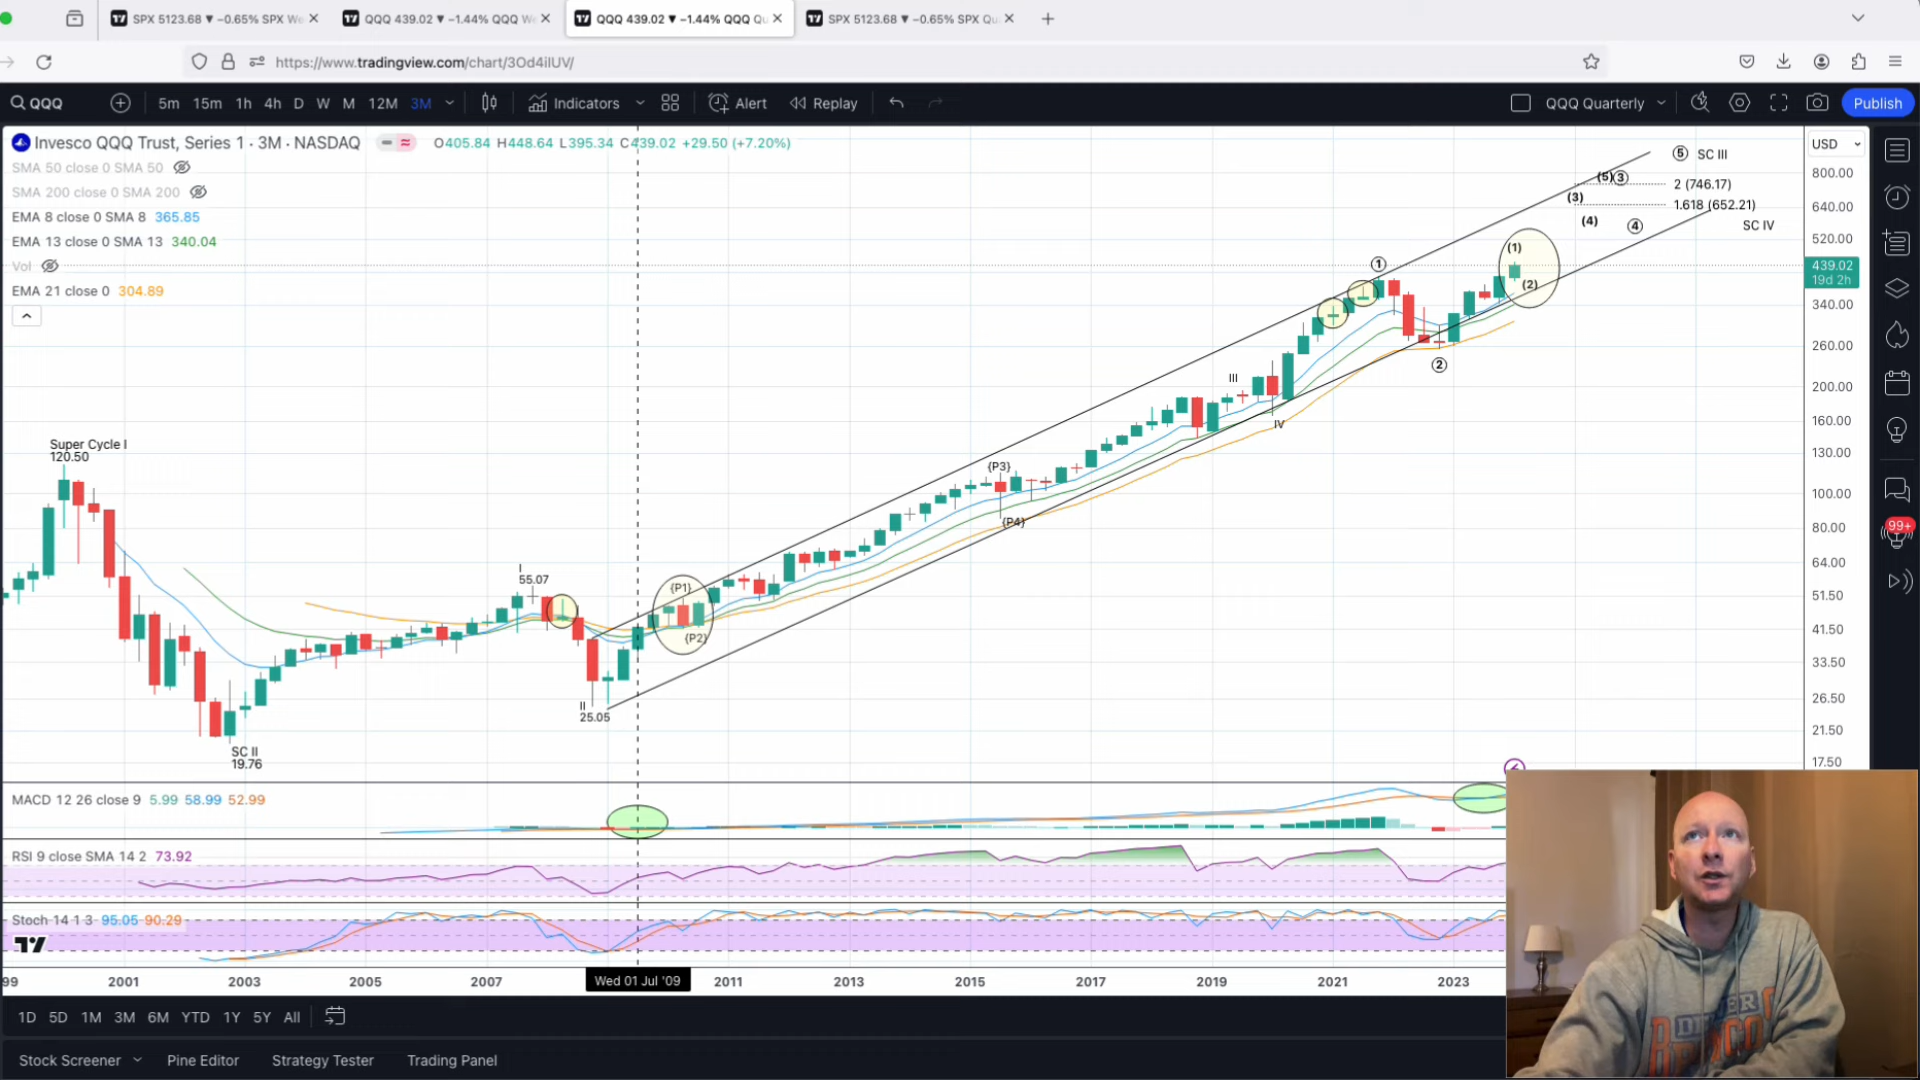 SPX 5123.68 ▼ −0.65% SPX We
QQQ 439.02 ▼ −1.44% QQQ We
QQQ 439.02 ▼ −1.44% QQQ Qu
SPX 5123.68 ▼ −0.65% SPX Qu
https://www.tradingview.com/chart/3Od4iIUV/
QQQ 5m 15m 1h 4h D W M 12M 3M Indicators Alert Replay QQQ Quarterly Publish
Invesco QQQ Trust, Series 1 · 3M · NASDAQ O405.84 H448.64 L395.34 C439.02 +29.50 (+7.20%) USD
SMA 50 close 0 SMA 50
SMA 200 close 0 SMA 200
EMA 8 close 0 SMA 8 365.85
EMA 13 close 0 SMA 13 340.04
Vol
EMA 21 close 0 304.89
5 SC III
(5) 3
2 (746.17)
(3)
1.618 (652.21)
(4)
4
SC IV
(1)
(2)
1
2
III
IV
{P3}
{P4}
Super Cycle I
120.50
I
55.07
{P1}
{P2}
II
25.05
SC II
19.76
800.00
640.00
520.00
439.02
19d 2h
340.00
260.00
200.00
160.00
130.00
100.00
80.00
64.00
51.50
41.50
33.50
26.50
21.50
17.50
99+
MACD 12 26 close 9 5.99 58.99 52.99
RSI 9 close SMA 14 2 73.92
Stoch 14 1 3 95.05 90.29
99 2001 2003 2005 2007 Wed 01 Jul '09 2011 2013 2015 2017 2019 2021 2023
1D 5D 1M 3M 6M YTD 1Y 5Y All
Stock Screener Pine Editor Strategy Tester Trading Panel